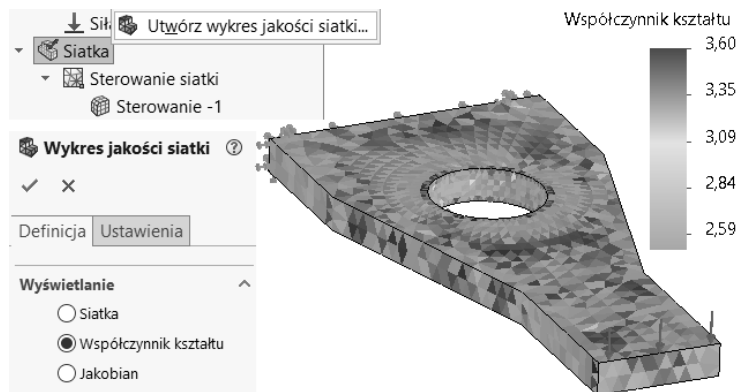 Utwórz wykres jakości siatki...
Siatka
Sterowanie siatki
Sterowanie -1
Wykres jakości siatki
Definicja
Ustawienia
Wyświetlanie
Siatka
Współczynnik kształtu
Jakobian
Współczynnik kształtu
3,60
3,35
3,09
2,84
2,59